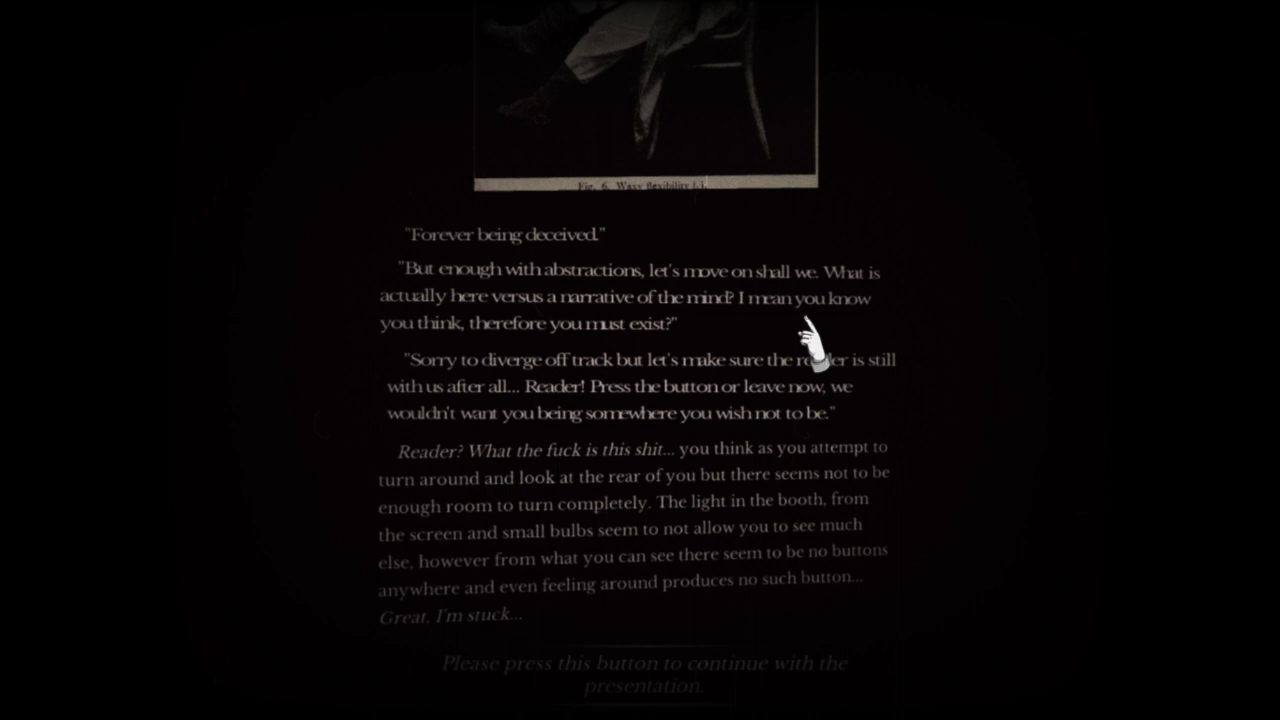 Fig. 6. Waxy flexibility
"Forever being deceived."
"But enough with abstractions, let's move on shall we. What is
actually here versus a narrative of the mind? I mean you know
you think, therefore you must exist?"
"Sorry to diverge off track but let's make sure the reader is still
with us after all... Reader! Press the button or leave now, we
wouldn't want you being somewhere you wish not to be."
Reader? What the fuck is this shit... you think as you attempt to
turn around and look at the rear of you but there seems not to be
enough room to turn completely. The light in the booth, from
the screen and small bulbs seem to not allow you to see much
else, however from what you can see there seem to be no buttons
anywhere and even feeling around produces no such button...
Great. I'm stuck...
Please press this button to continue with the
presentation.